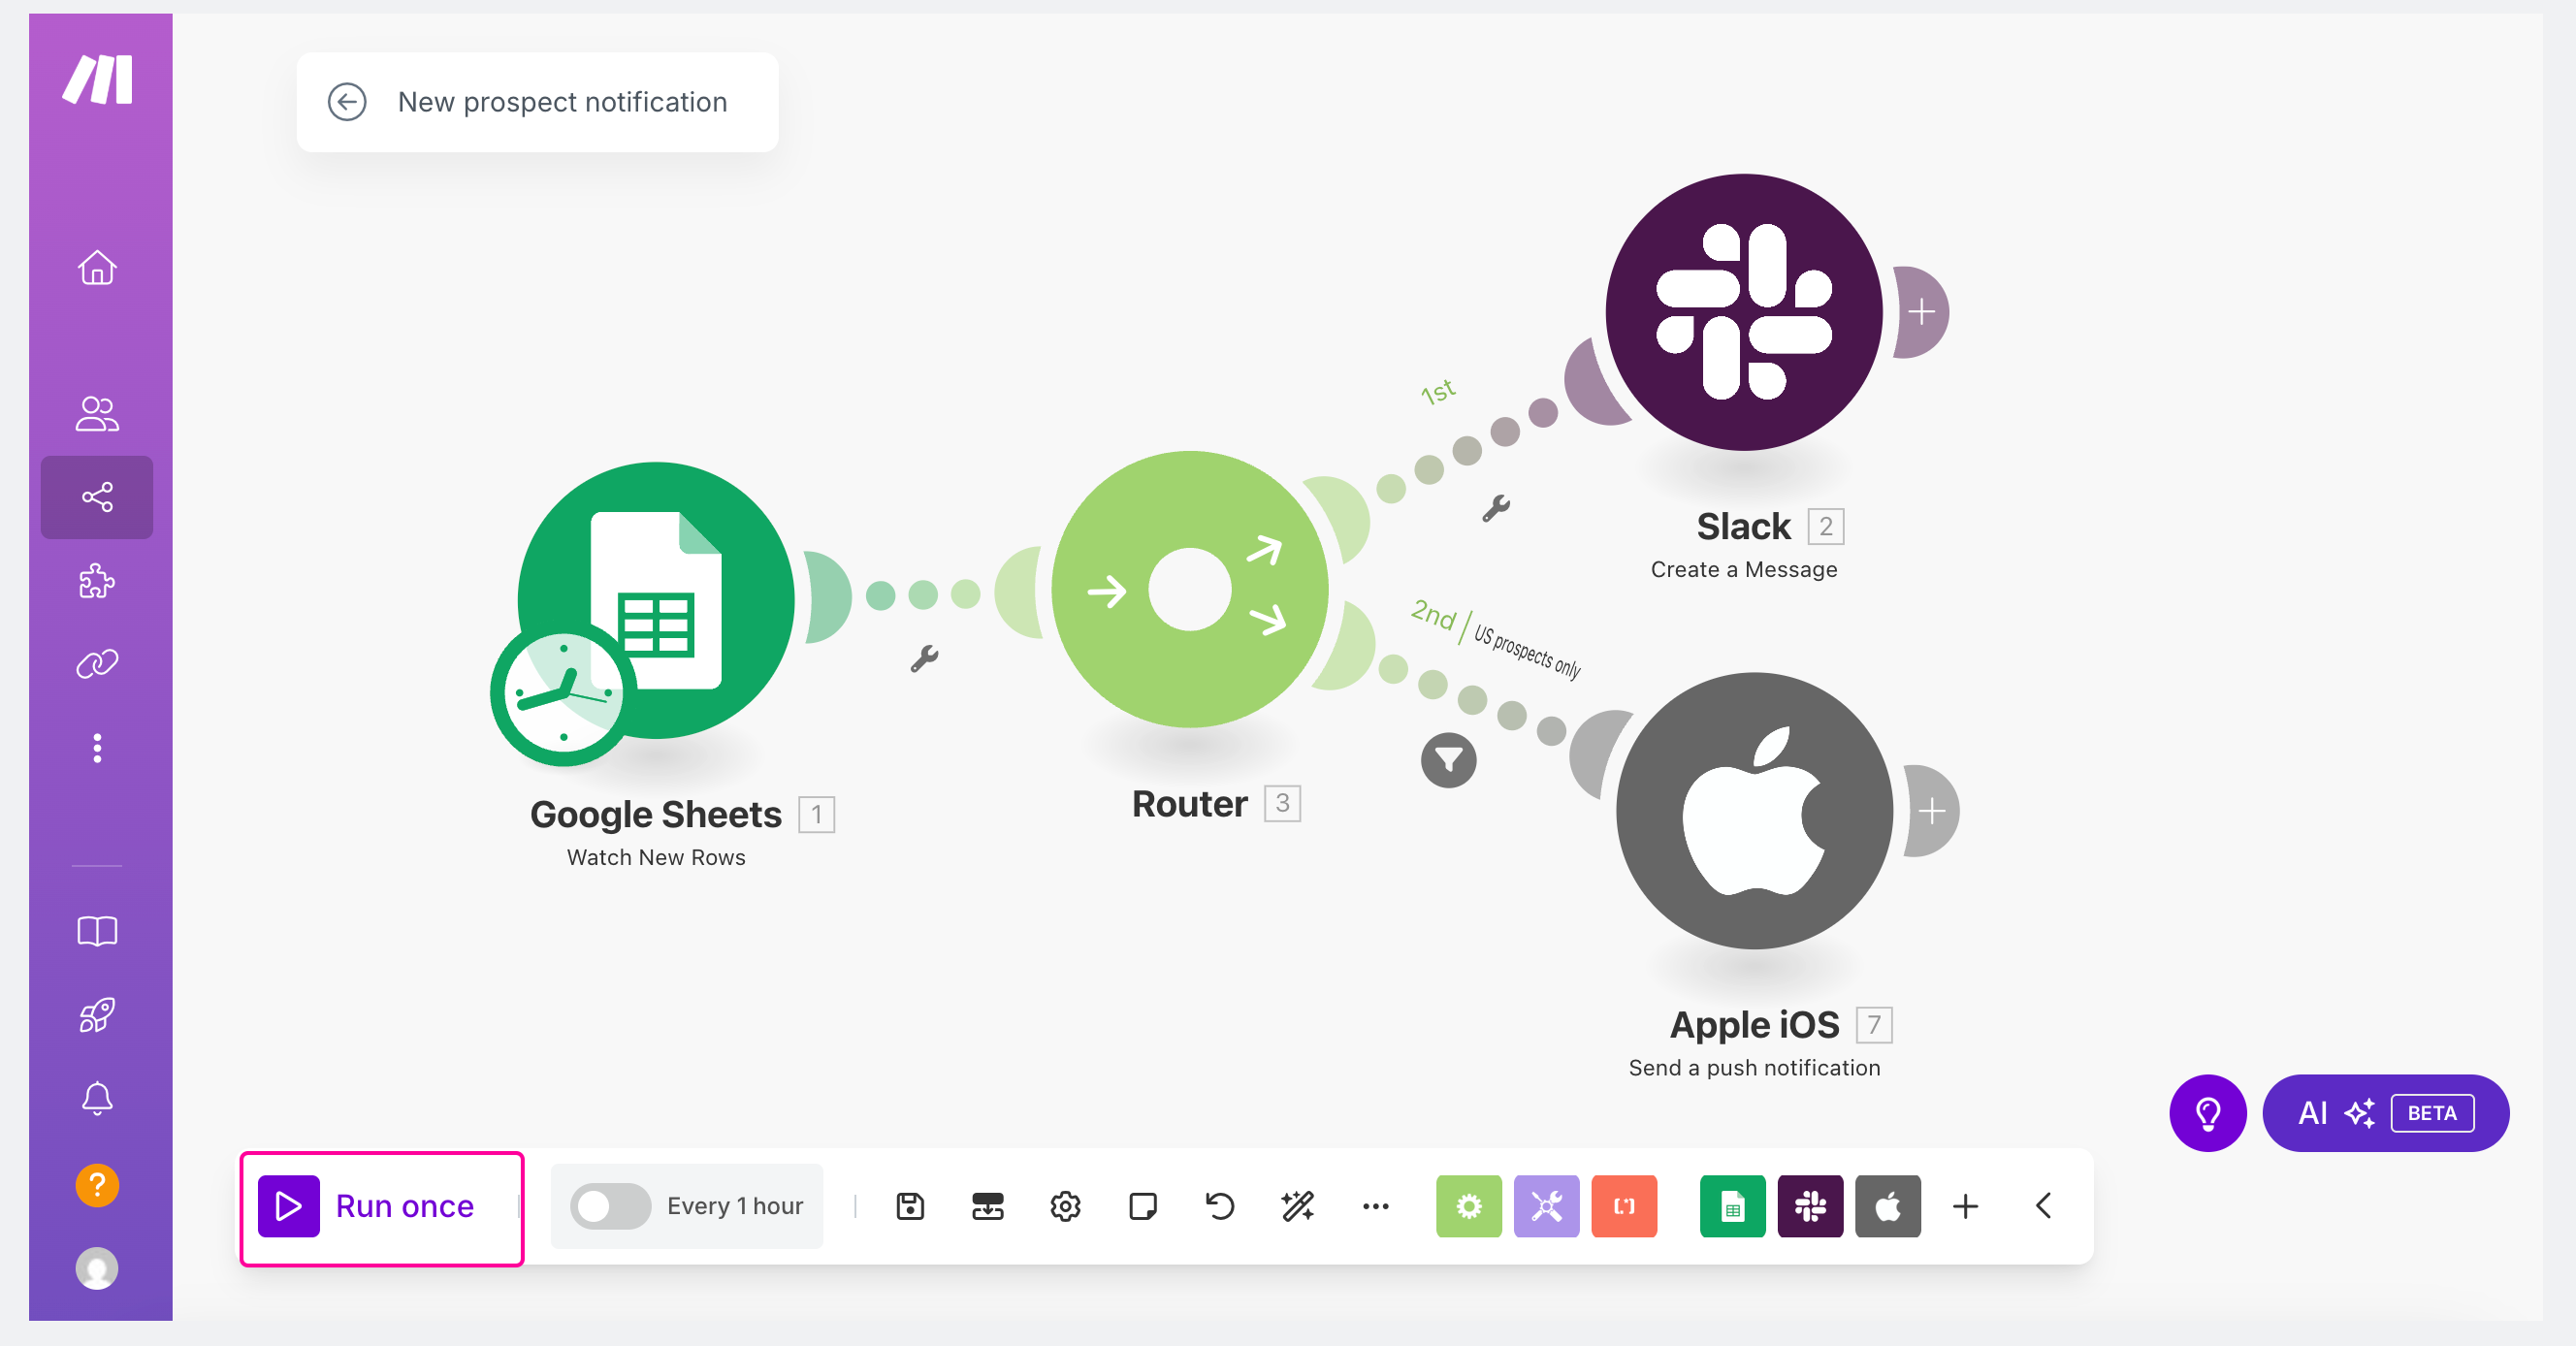 New prospect notification
1st
Slack 2
Create a Message
2nd US prospects only
Google Sheets 1
Watch New Rows
Router 3
Apple iOS 7
Send a push notification
AI BETA
?
Run once
Every 1 hour
[.*]